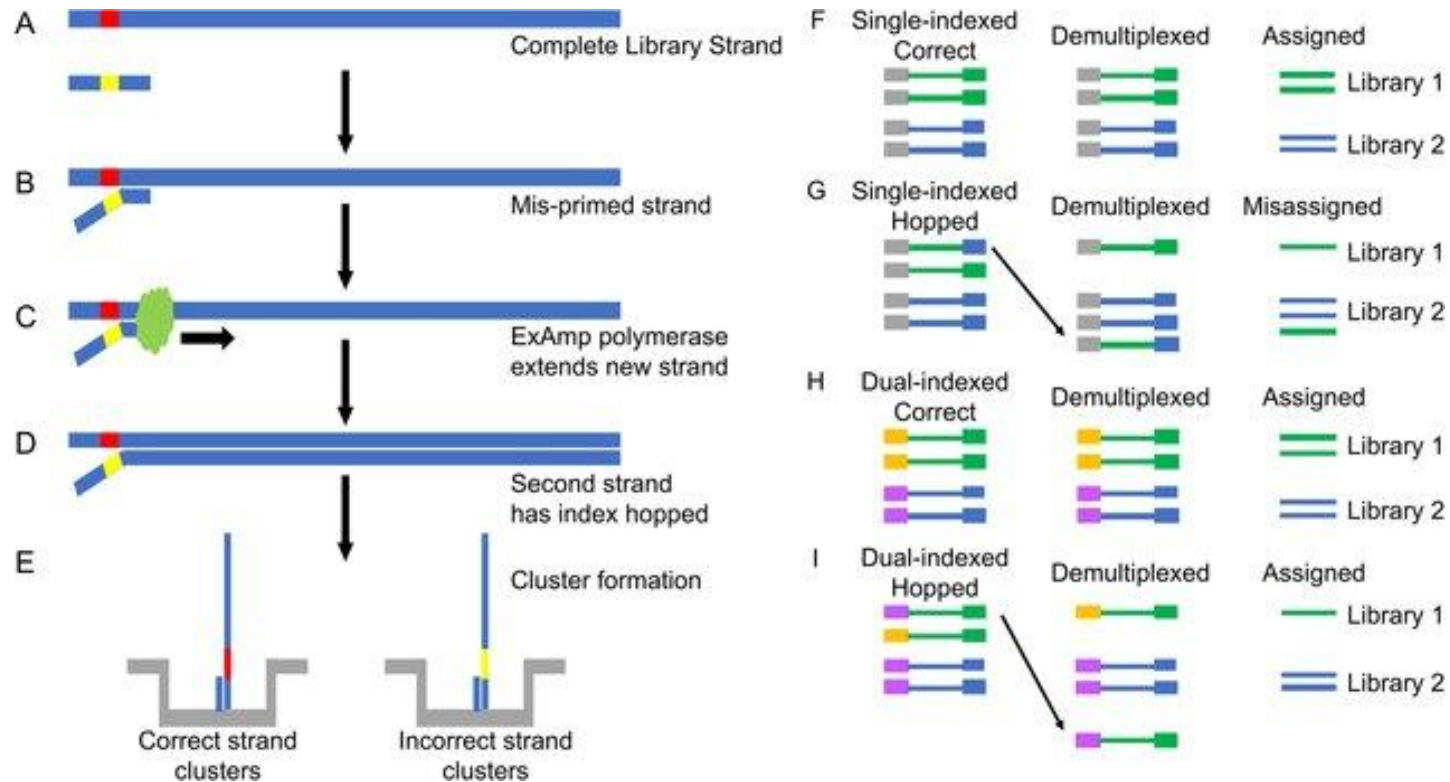 A
Complete Library Strand
B
Mis-primed strand
C
ExAmp polymerase
extends new strand
D
Second strand
has index hopped
E
Cluster formation
Correct strand
clusters
Incorrect strand
clusters
F
Single-indexed
Correct
Demultiplexed
Assigned
Library 1
Library 2
G
Single-indexed
Hopped
Demultiplexed
Misassigned
Library 1
Library 2
H
Dual-indexed
Correct
Demultiplexed
Assigned
Library 1
Library 2
I
Dual-indexed
Hopped
Demultiplexed
Assigned
Library 1
Library 2